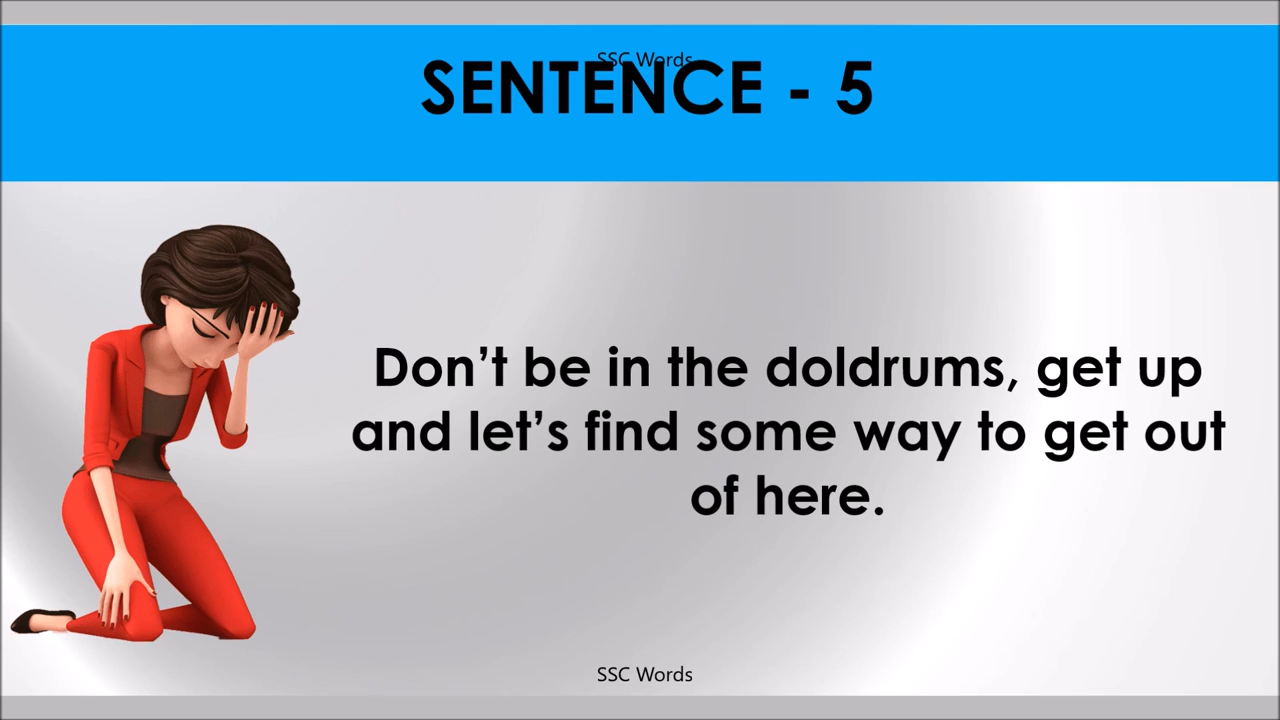 SSC Words
SENTENCE - 5
Don’t be in the doldrums, get up
and let’s find some way to get out
of here.
SSC Words